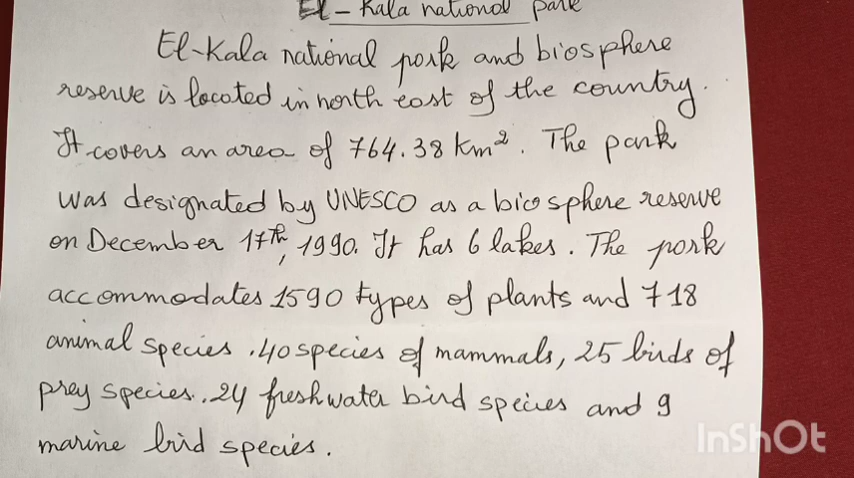 El - Kala national park
El-Kala national park and biosphere
reserve is located in north east of the country.
It covers an area of 764.38 Km². The park
was designated by UNESCO as a biosphere reserve
on December 17th, 1990. It has 6 lakes. The park
accommodates 1590 types of plants and 718
animal species. 40 species of mammals, 25 birds of
prey species. 24 freshwater bird species and 9
marine bird species.
InShOt